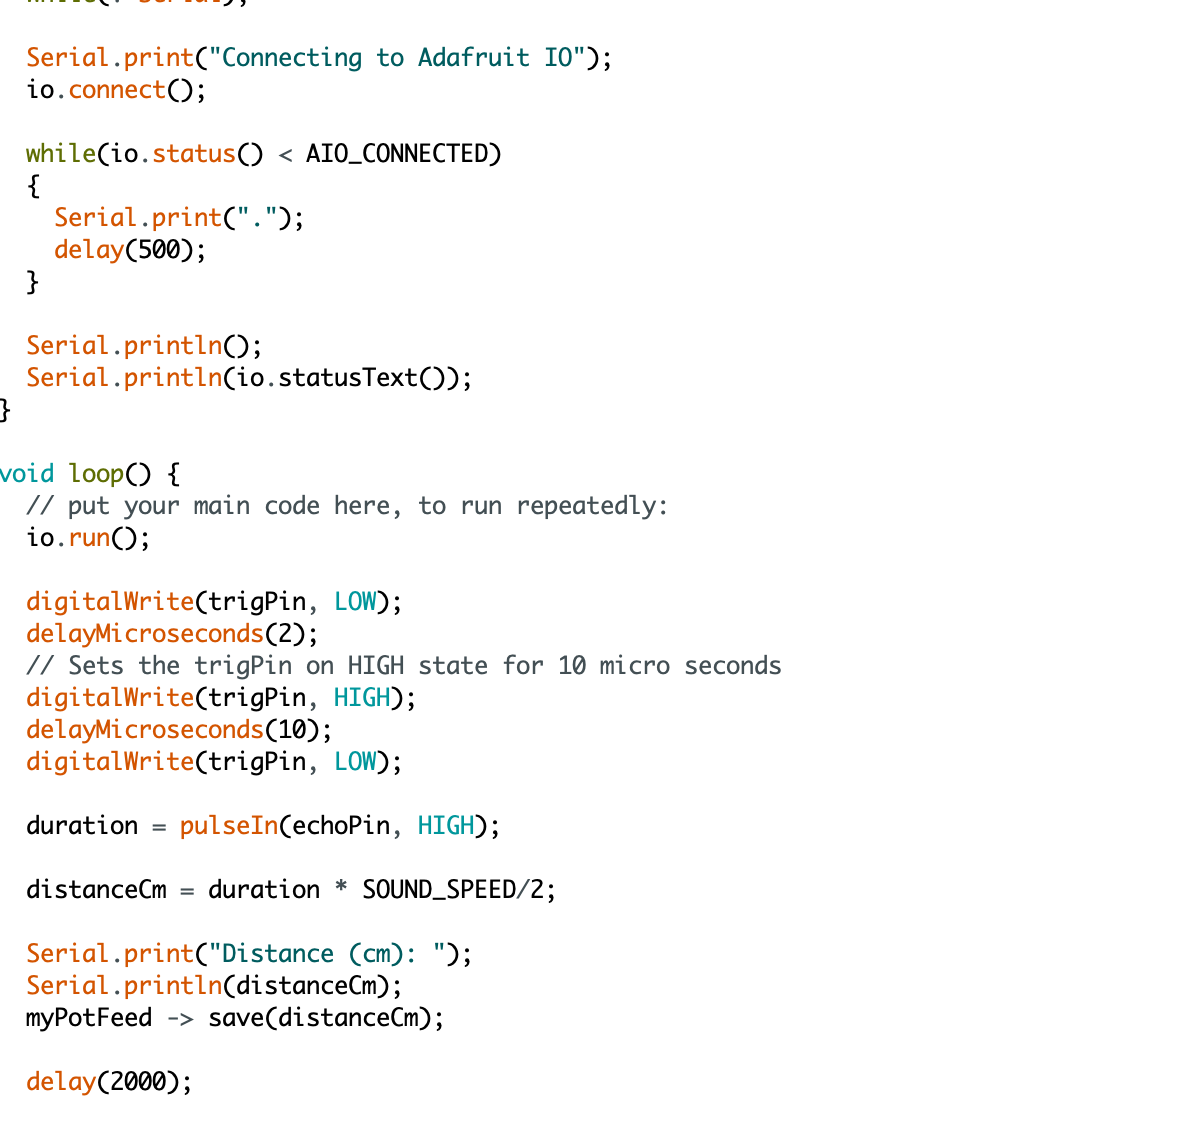 Serial.print("Connecting to Adafruit IO");
io.connect();
while(io.status() < AIO_CONNECTED)
{
Serial.print(".");
delay(500);
}
Serial.println();
Serial.println(io.statusText());
}
void loop() {
// put your main code here, to run repeatedly:
io.run();
digitalWrite(trigPin, LOW);
delayMicroseconds(2);
// Sets the trigPin on HIGH state for 10 micro seconds
digitalWrite(trigPin, HIGH);
delayMicroseconds(10);
digitalWrite(trigPin, LOW);
duration = pulseIn(echoPin, HIGH);
distanceCm = duration * SOUND_SPEED/2;
Serial.print("Distance (cm): ");
Serial.println(distanceCm);
myPotFeed -> save(distanceCm);
delay(2000);